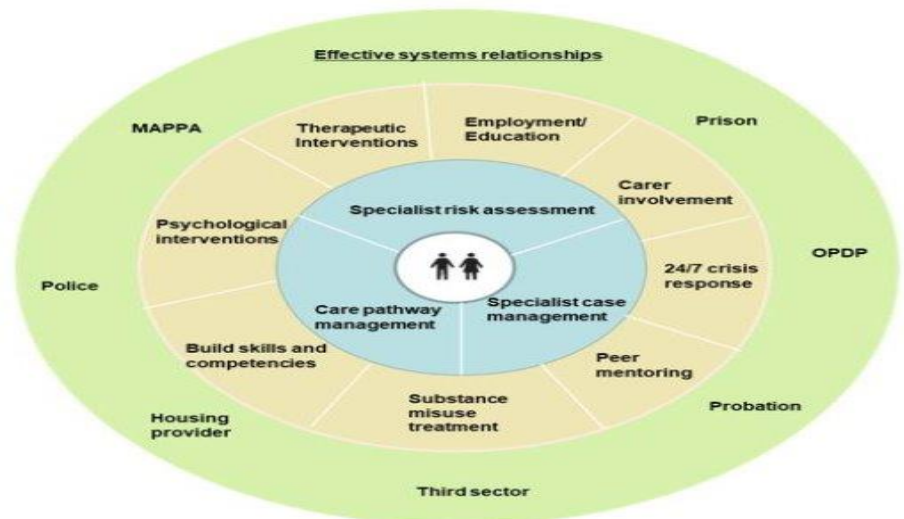 Effective systems relationships
MAPPA
Prison
OPDP
Probation
Third sector
Housing
provider
Police
Therapeutic
Interventions
Employment/
Education
Carer
involvement
24/7 crisis
response
Peer
mentoring
Substance
misuse
treatment
Build skills and
competencies
Psychological
interventions
Specialist risk assessment
Specialist case
management
Care pathway
management